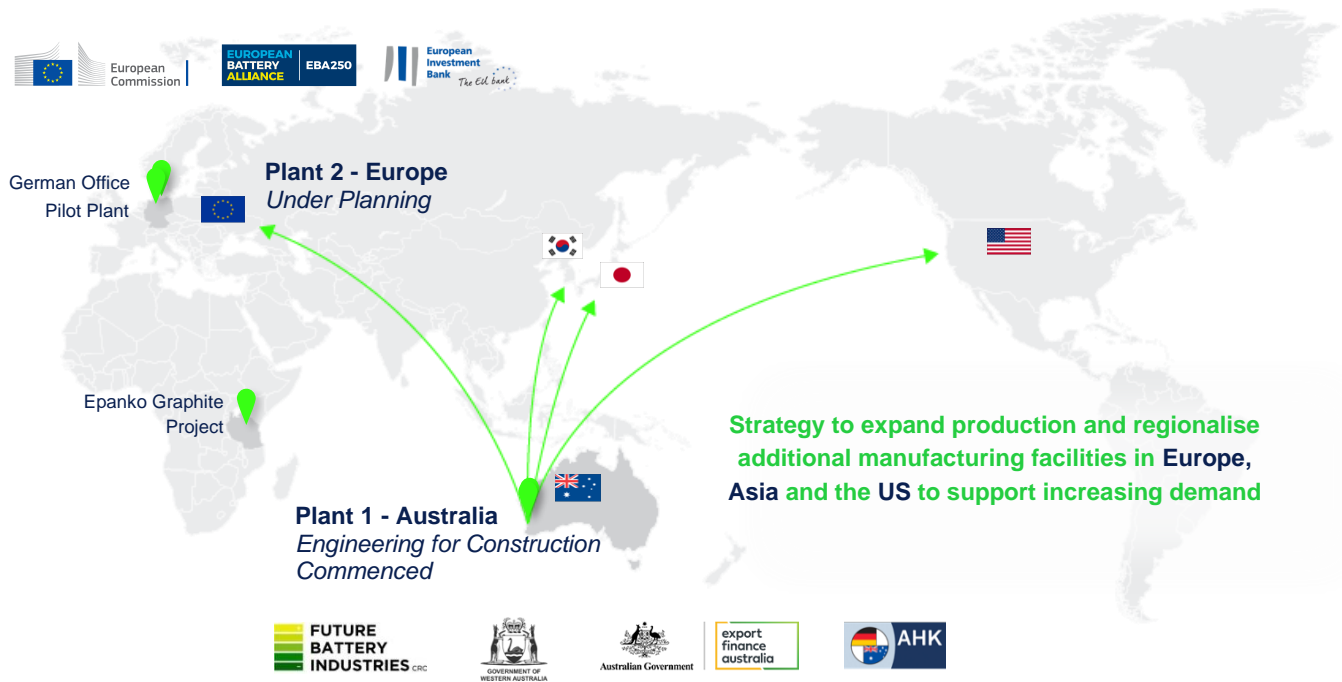 European
Commission
EUROPEAN
BATTERY
ALLIANCE
EBA250
European
Investment
Bank
The EU bank
German Office
Pilot Plant
Plant 2 - Europe
Under Planning
Epanko Graphite
Project
Strategy to expand production and regionalise
additional manufacturing facilities in Europe,
Asia and the US to support increasing demand
Plant 1 - Australia
Engineering for Construction
Commenced
FUTURE
BATTERY
INDUSTRIES CRC
GOVERNMENT OF
WESTERN AUSTRALIA
Australian Government
export
finance
australia
AHK